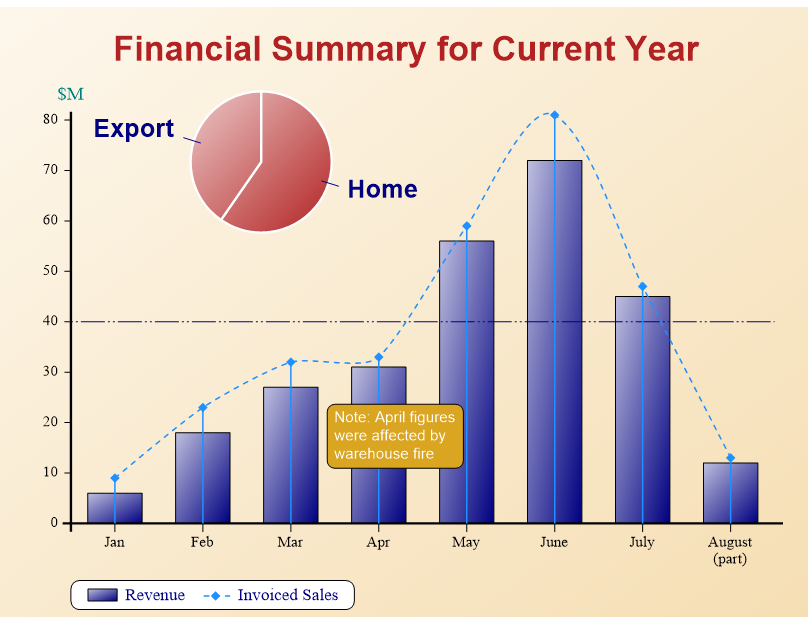 Financial Summary for Current Year
$M
Export
Home
80
70
60
50
40
30
20
10
0
Note: April figures
were affected by
warehouse fire
Jan Feb Mar Apr May June July August
(part)
Revenue Invoiced Sales